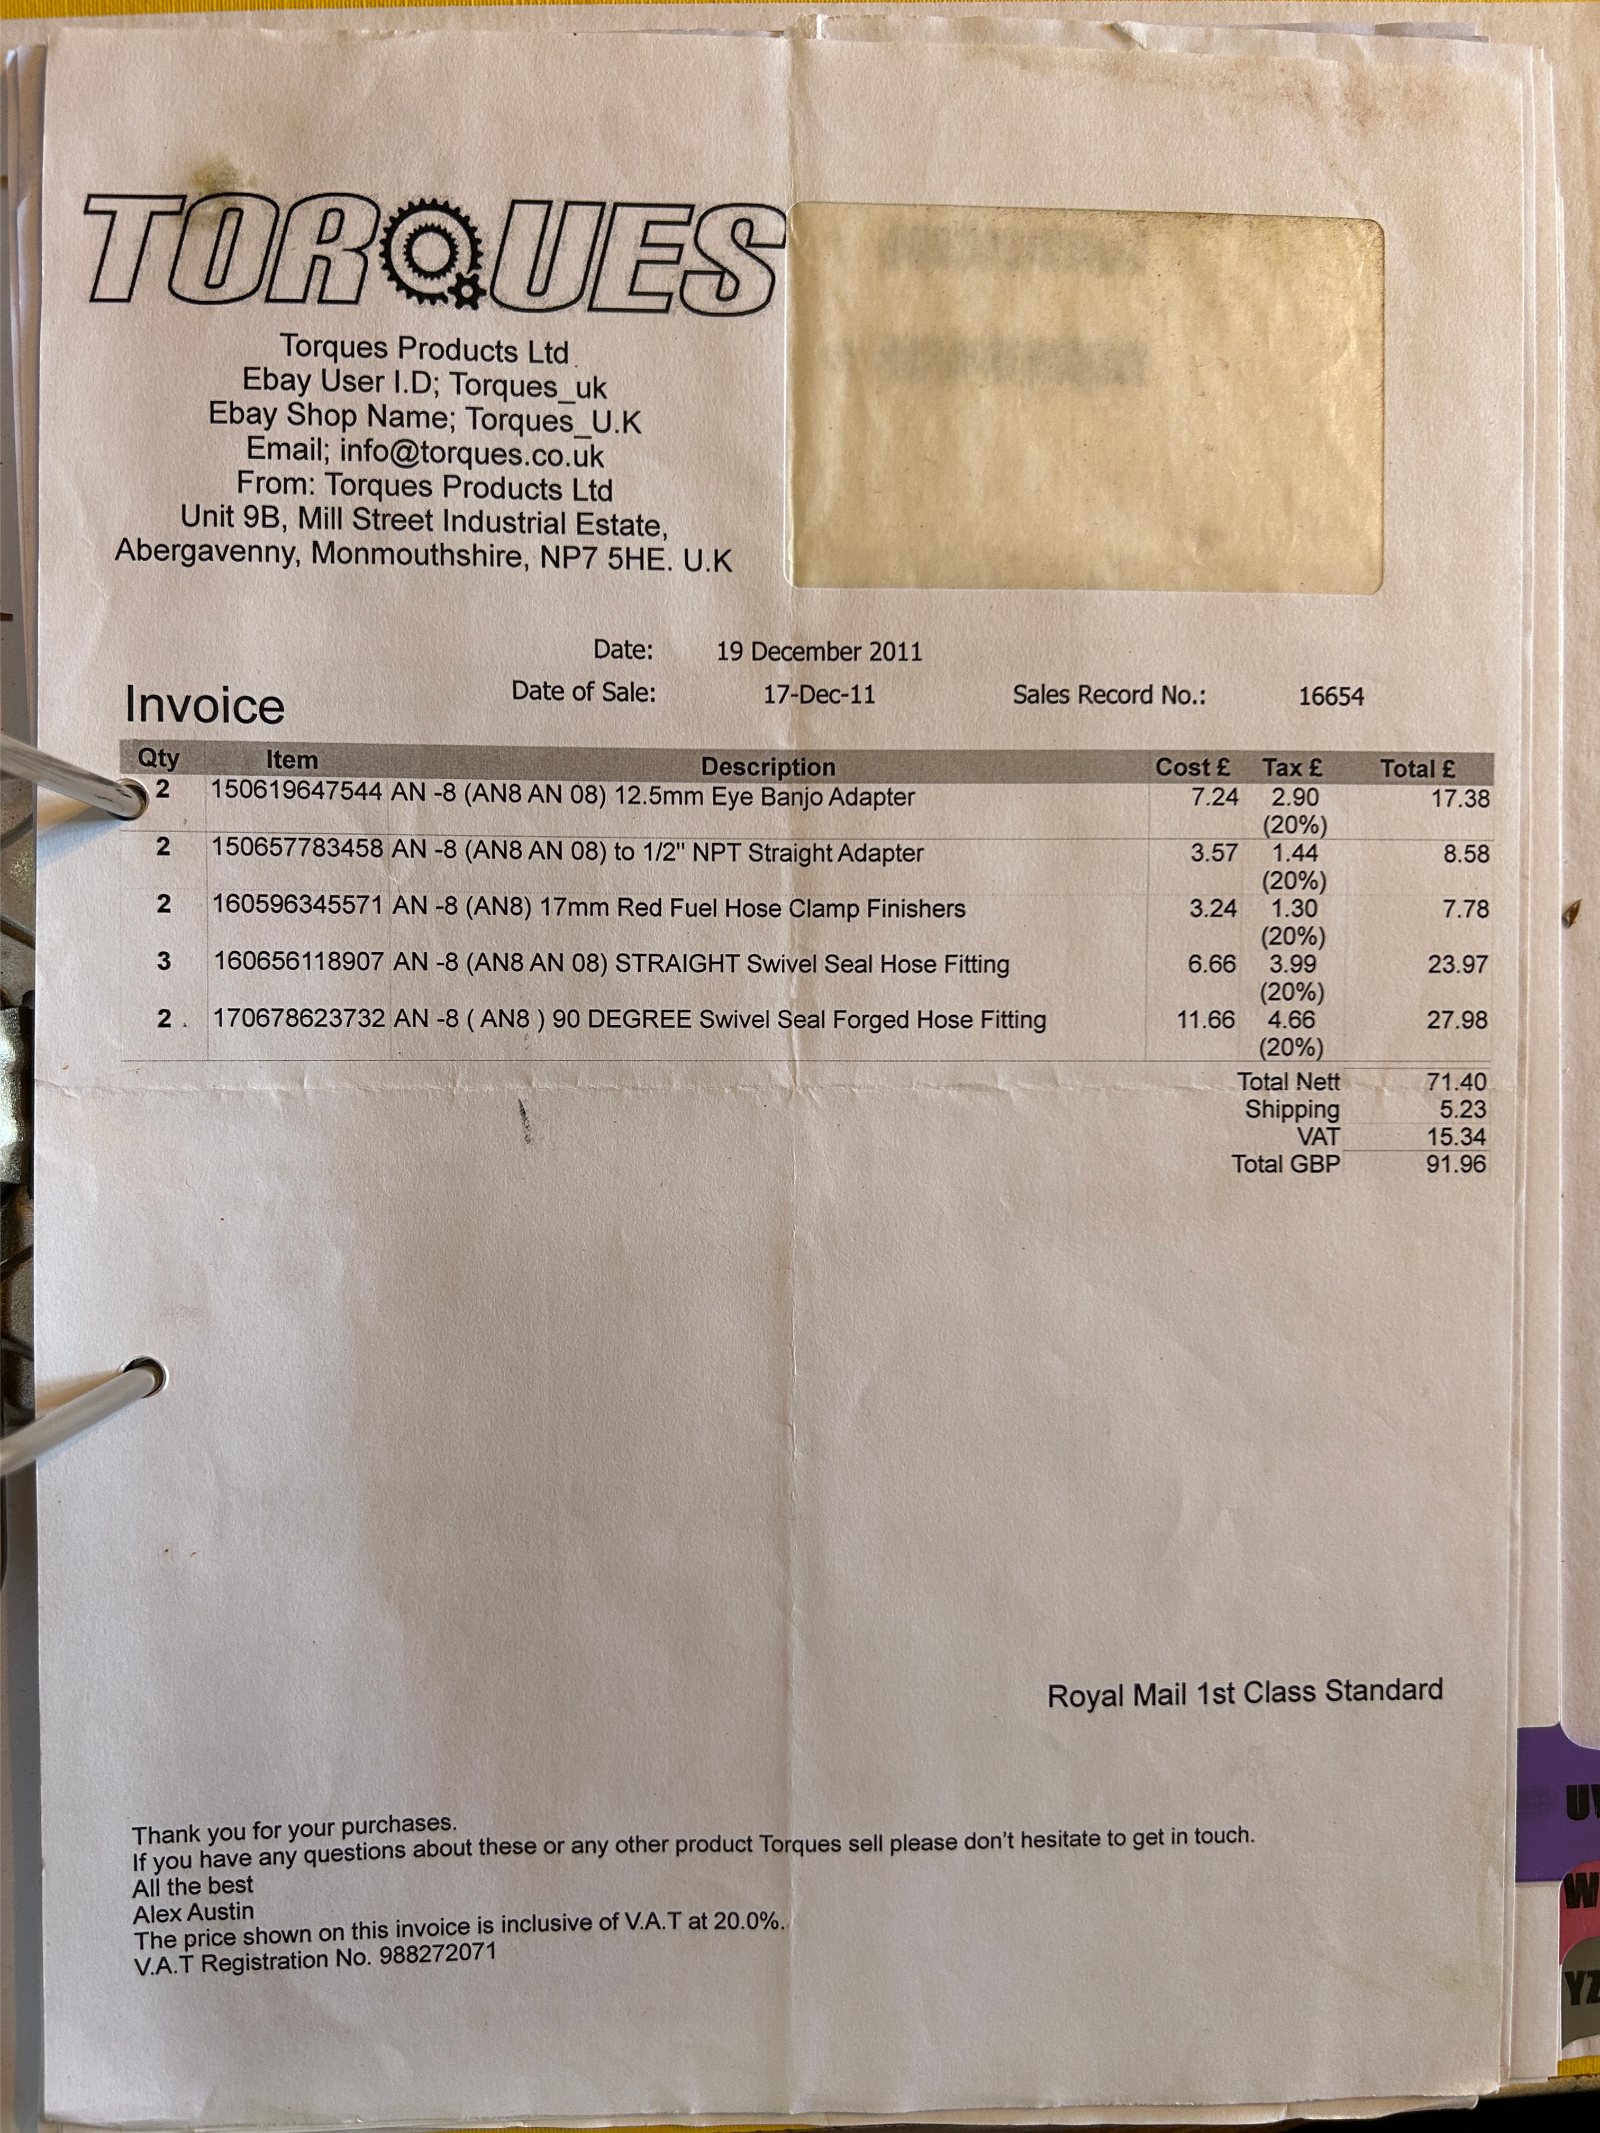 TORQUES
Torques Products Ltd
Ebay User I.D; Torques_uk
Ebay Shop Name; Torques_U.K
Email; info@torques.co.uk
From: Torques Products Ltd
Unit 9B, Mill Street Industrial Estate,
Abergavenny, Monmouthshire, NP7 5HE. U.K
Date: 19 December 2011
Invoice Date of Sale: 17-Dec-11 Sales Record No.: 16654
Qty Item Description Cost £ Tax £ Total £
2 150619647544 AN -8 (AN8 AN 08) 12.5mm Eye Banjo Adapter 7.24 2.90 17.38
(20%)
2 150657783458 AN -8 (AN8 AN 08) to 1/2" NPT Straight Adapter 3.57 1.44 8.58
(20%)
2 160596345571 AN -8 (AN8) 17mm Red Fuel Hose Clamp Finishers 3.24 1.30 7.78
(20%)
3 160656118907 AN -8 (AN8 AN 08) STRAIGHT Swivel Seal Hose Fitting 6.66 3.99 23.97
(20%)
2 170678623732 AN -8 ( AN8 ) 90 DEGREE Swivel Seal Forged Hose Fitting 11.66 4.66 27.98
(20%)
Total Nett 71.40
Shipping 5.23
VAT 15.34
Total GBP 91.96
Royal Mail 1st Class Standard
Thank you for your purchases.
If you have any questions about these or any other product Torques sell please don't hesitate to get in touch.
All the best
Alex Austin
The price shown on this invoice is inclusive of V.A.T at 20.0%.
V.A.T Registration No. 988272071
YZ